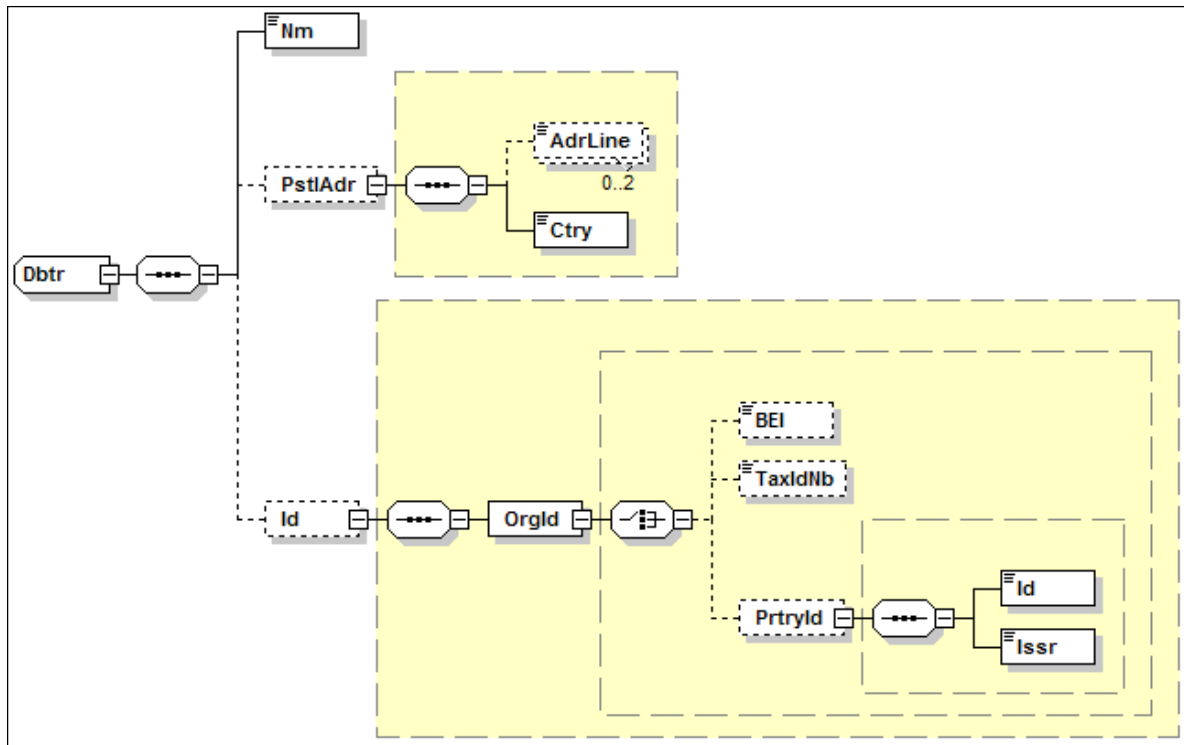 Nm
AdrLine
0..2
PstlAdr
Ctry
Dbtr
BEI
TaxIdNb
Id
OrgId
PrtryId
Id
Issr